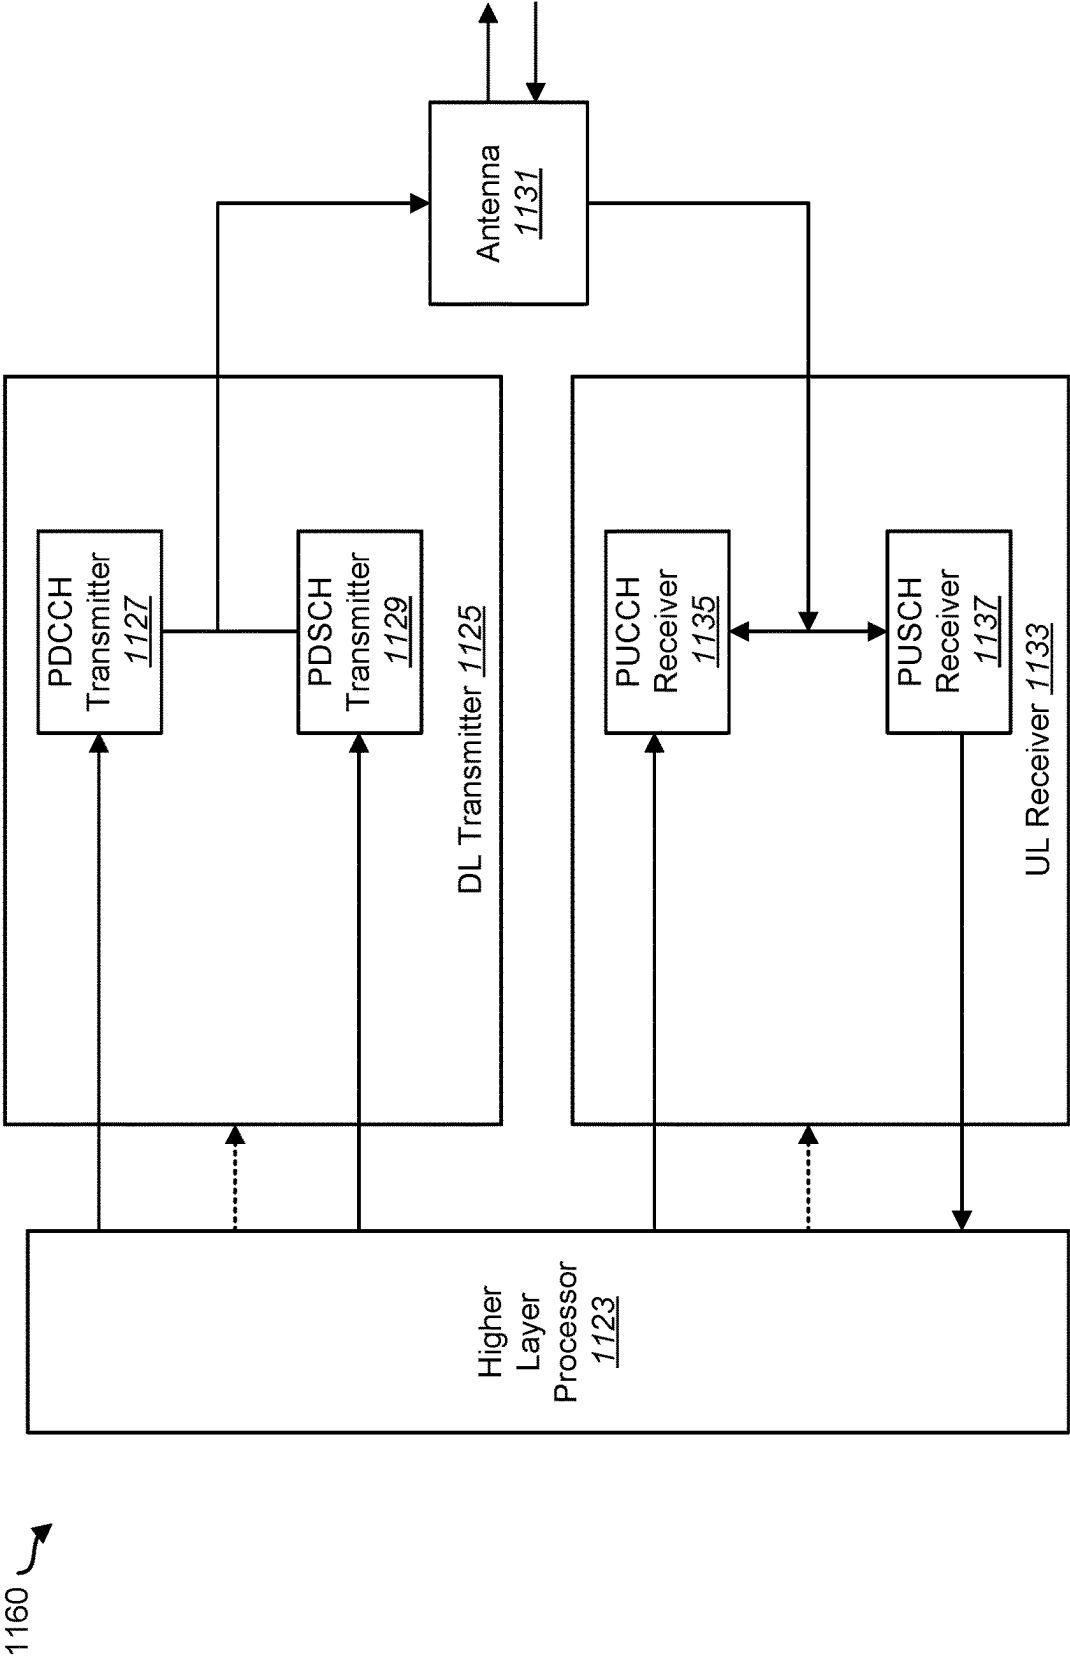 1160
Higher
Layer
Processor
1123
DL Transmitter 1125
PDCCH
Transmitter
1127
PDSCH
Transmitter
1129
Antenna
1131
UL Receiver 1133
PUCCH
Receiver
1135
PUSCH
Receiver
1137